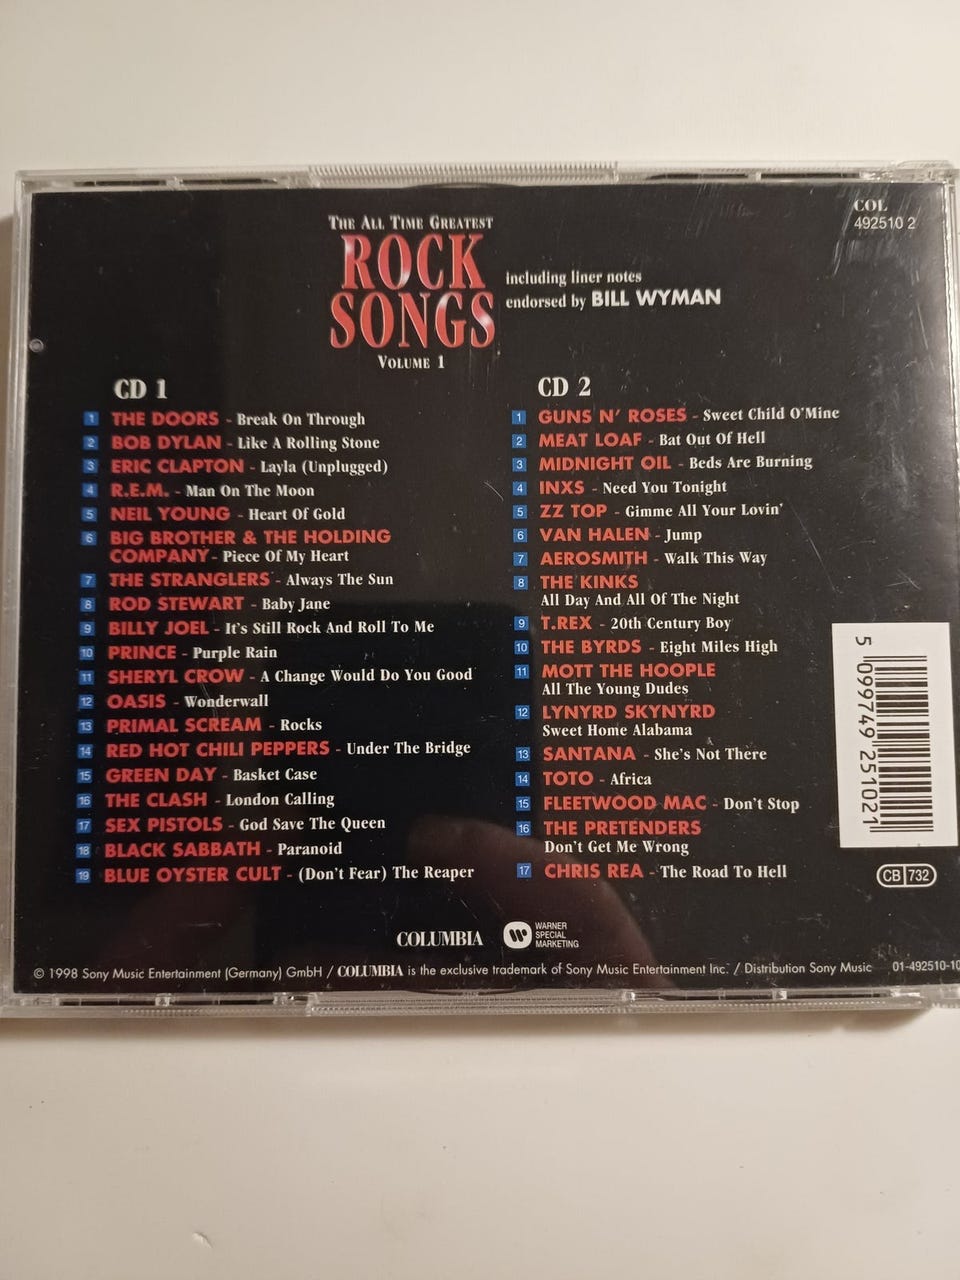 THE ALL TIME GREATEST
ROCK
SONGS
VOLUME 1
including liner notes
endorsed by BILL WYMAN
COL
492510 2
CD 1
1 THE DOORS - Break On Through
2 BOB DYLAN - Like A Rolling Stone
3 ERIC CLAPTON - Layla (Unplugged)
4 R.E.M. - Man On The Moon
5 NEIL YOUNG - Heart Of Gold
6 BIG BROTHER & THE HOLDING
COMPANY - Piece Of My Heart
7 THE STRANGLERS - Always The Sun
8 ROD STEWART - Baby Jane
9 BILLY JOEL - It's Still Rock And Roll To Me
10 PRINCE - Purple Rain
11 SHERYL CROW - A Change Would Do You Good
12 OASIS - Wonderwall
13 PRIMAL SCREAM - Rocks
14 RED HOT CHILI PEPPERS - Under The Bridge
15 GREEN DAY - Basket Case
16 THE CLASH - London Calling
17 SEX PISTOLS - God Save The Queen
18 BLACK SABBATH - Paranoid
19 BLUE OYSTER CULT - (Don't Fear) The Reaper
CD 2
1 GUNS N' ROSES - Sweet Child O'Mine
2 MEAT LOAF - Bat Out Of Hell
3 MIDNIGHT OIL - Beds Are Burning
4 INXS - Need You Tonight
5 ZZ TOP - Gimme All Your Lovin'
6 VAN HALEN - Jump
7 AEROSMITH - Walk This Way
8 THE KINKS
All Day And All Of The Night
9 T.REX - 20th Century Boy
10 THE BYRDS - Eight Miles High
11 MOTT THE HOOPLE
All The Young Dudes
12 LYNYRD SKYNYRD
Sweet Home Alabama
13 SANTANA - She's Not There
14 TOTO - Africa
15 FLEETWOOD MAC - Don't Stop
16 THE PRETENDERS
Don't Get Me Wrong
17 CHRIS REA - The Road To Hell
5 099749 251021
CB 732
COLUMBIA
WARNER
SPECIAL
MARKETING
© 1998 Sony Music Entertainment (Germany) GmbH / COLUMBIA is the exclusive trademark of Sony Music Entertainment Inc. / Distribution Sony Music 01-492510-10